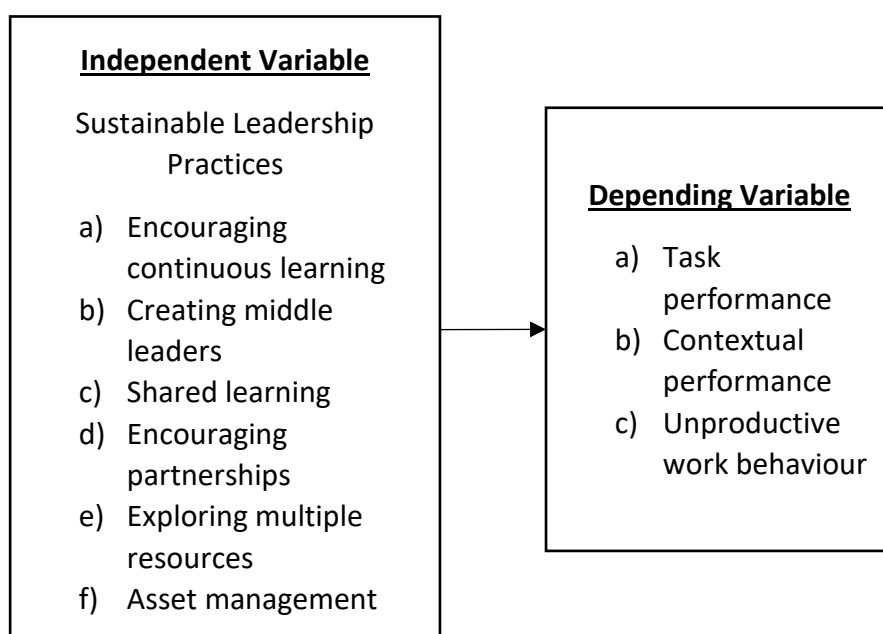 Independent Variable
Sustainable Leadership
Practices
a) Encouraging
continuous learning
b) Creating middle
leaders
c) Shared learning
d) Encouraging
partnerships
e) Exploring multiple
resources
f) Asset management
Depending Variable
a) Task
performance
b) Contextual
performance
c) Unproductive
work behaviour